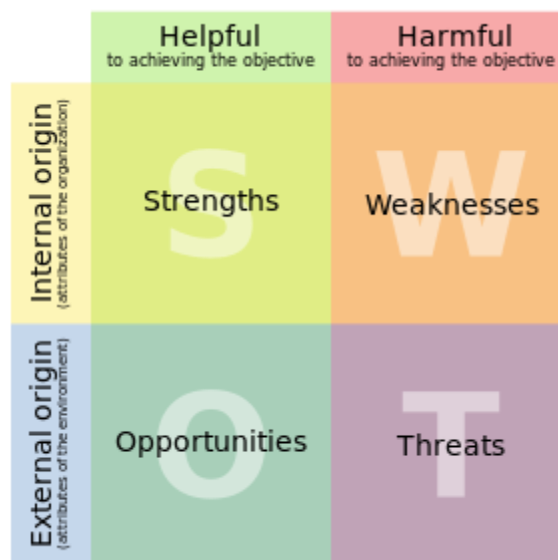 Helpful
to achieving the objective
Harmful
to achieving the objective
Internal origin
(attributes of the organization)
S
Strengths
W
Weaknesses
External origin
(attributes of the environment)
O
Opportunities
T
Threats